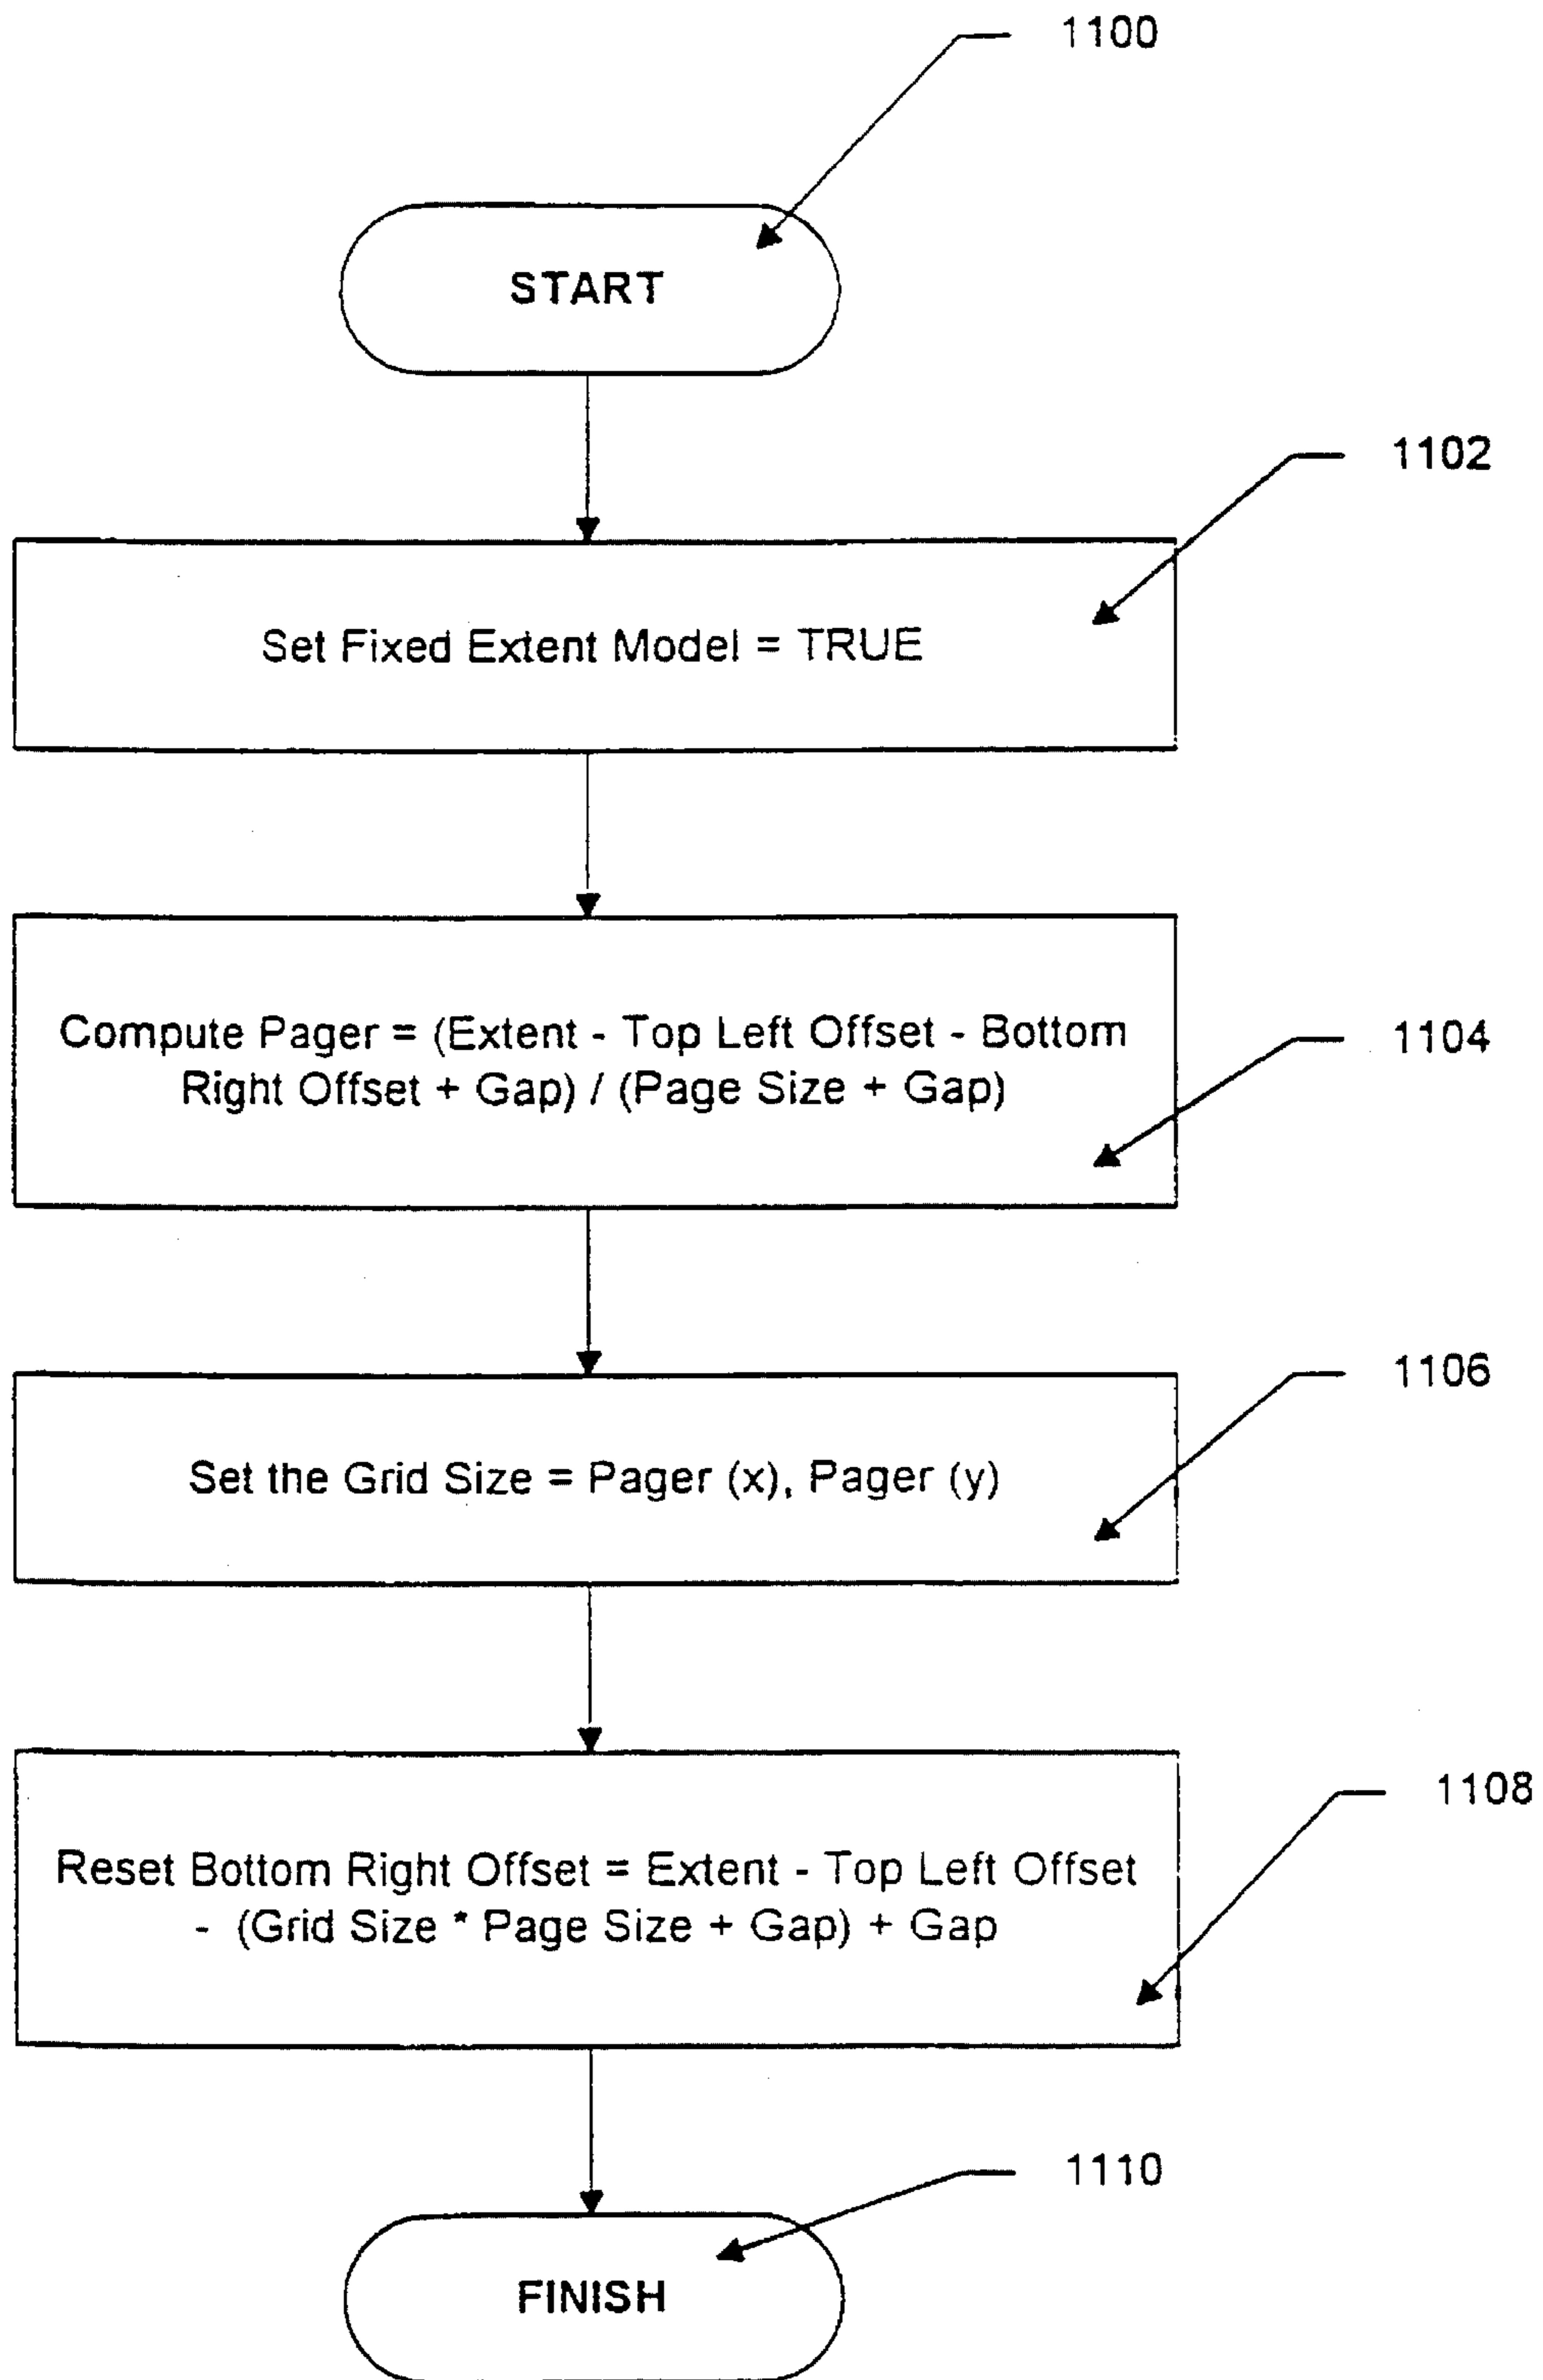 1100
START
1102
Set Fixed Extent Model = TRUE
Compute Pager = (Extent - Top Left Offset - Bottom
Right Offset + Gap) / (Page Size + Gap)
1104
1106
Set the Grid Size = Pager (x), Pager (y)
1108
Reset Bottom Right Offset = Extent - Top Left Offset
- (Grid Size * Page Size + Gap) + Gap
1110
FINISH